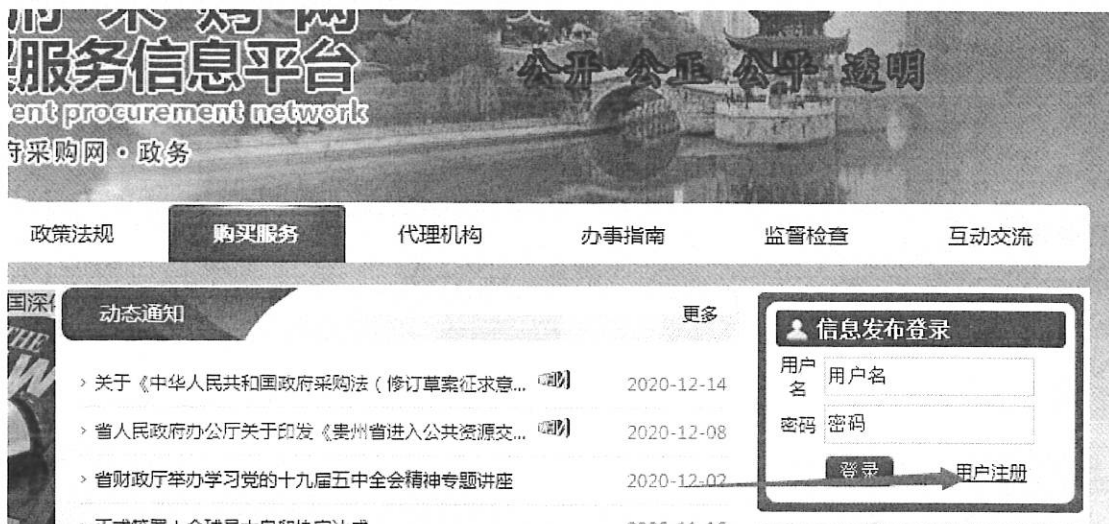 府采购网
服务信息平台
公开 公正 公平 透明
ent procurement network
府采购网·政务
政策法规 购买服务 代理机构 办事指南 监督检查 互动交流
国深
动态通知 更多
THE
信息发布登录
关于《中华人民共和国政府采购法(修订草案征求意... 2020-12-14
用户名 用户名
省人民政府办公厅关于印发《贵州省进入公共资源交... 2020-12-08
密码 密码
省财政厅举办学习党的十九届五中全会精神专题讲座 2020-12-02
登录 用户注册